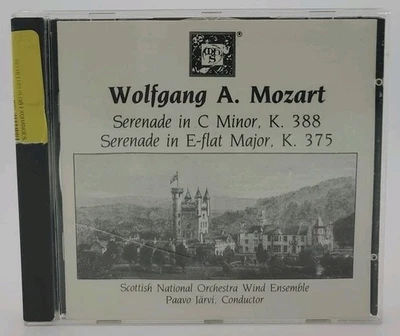 Wolfgang A. Mozart
Serenade in C Minor, K. 388
Serenade in E-flat Major, K. 375
Scottish National Orchestra Wind Ensemble
Paavo Järvi, Conductor